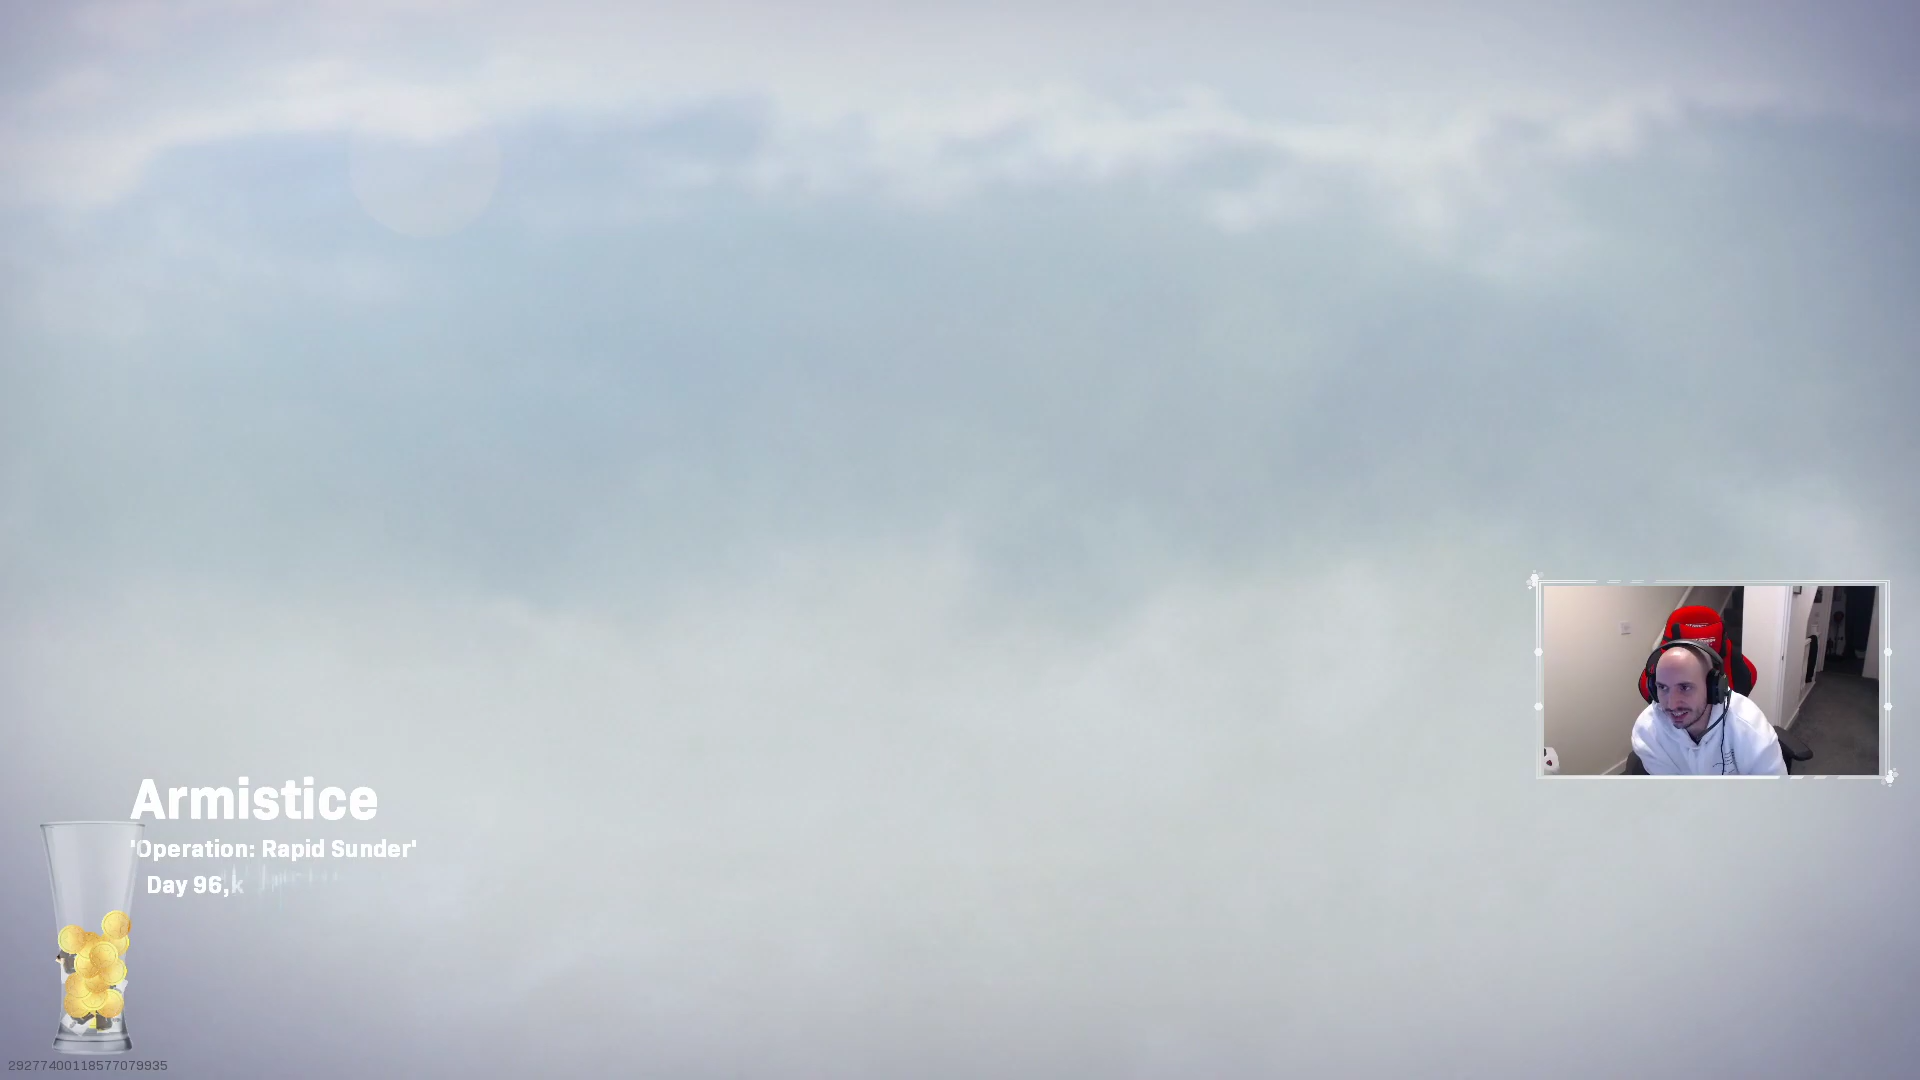 Armistice
'Operation: Rapid Sunder'
Day 96,k
29277400118577079935